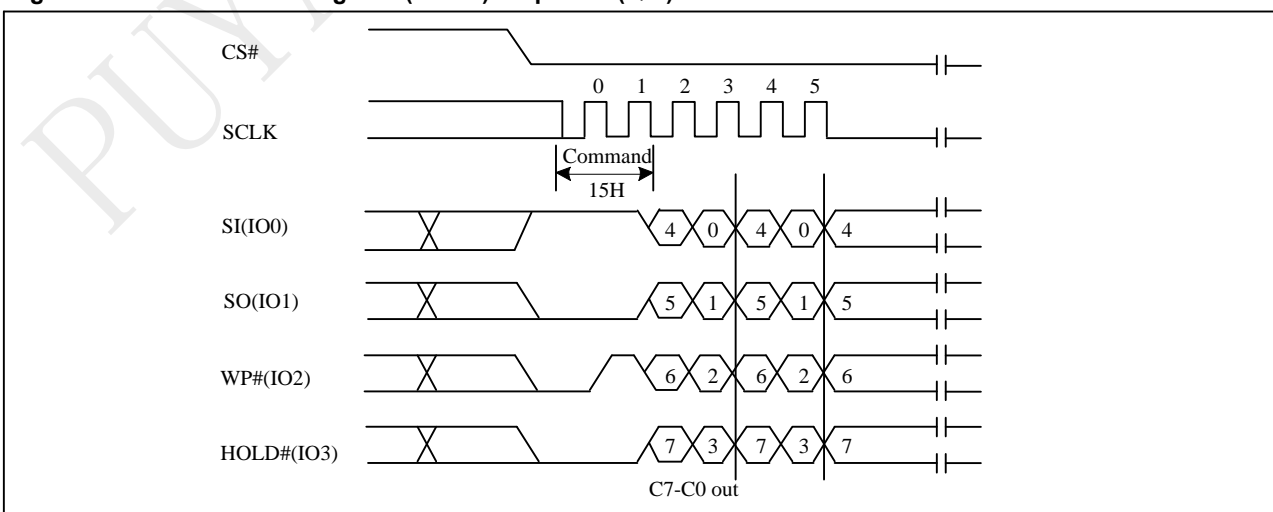 CS#
0 1 2 3 4 5
SCLK
Command
15H
SI(IO0) 4 0 4 0 4
SO(IO1) 5 1 5 1 5
WP#(IO2) 6 2 6 2 6
HOLD#(IO3) 7 3 7 3 7
C7-C0 out